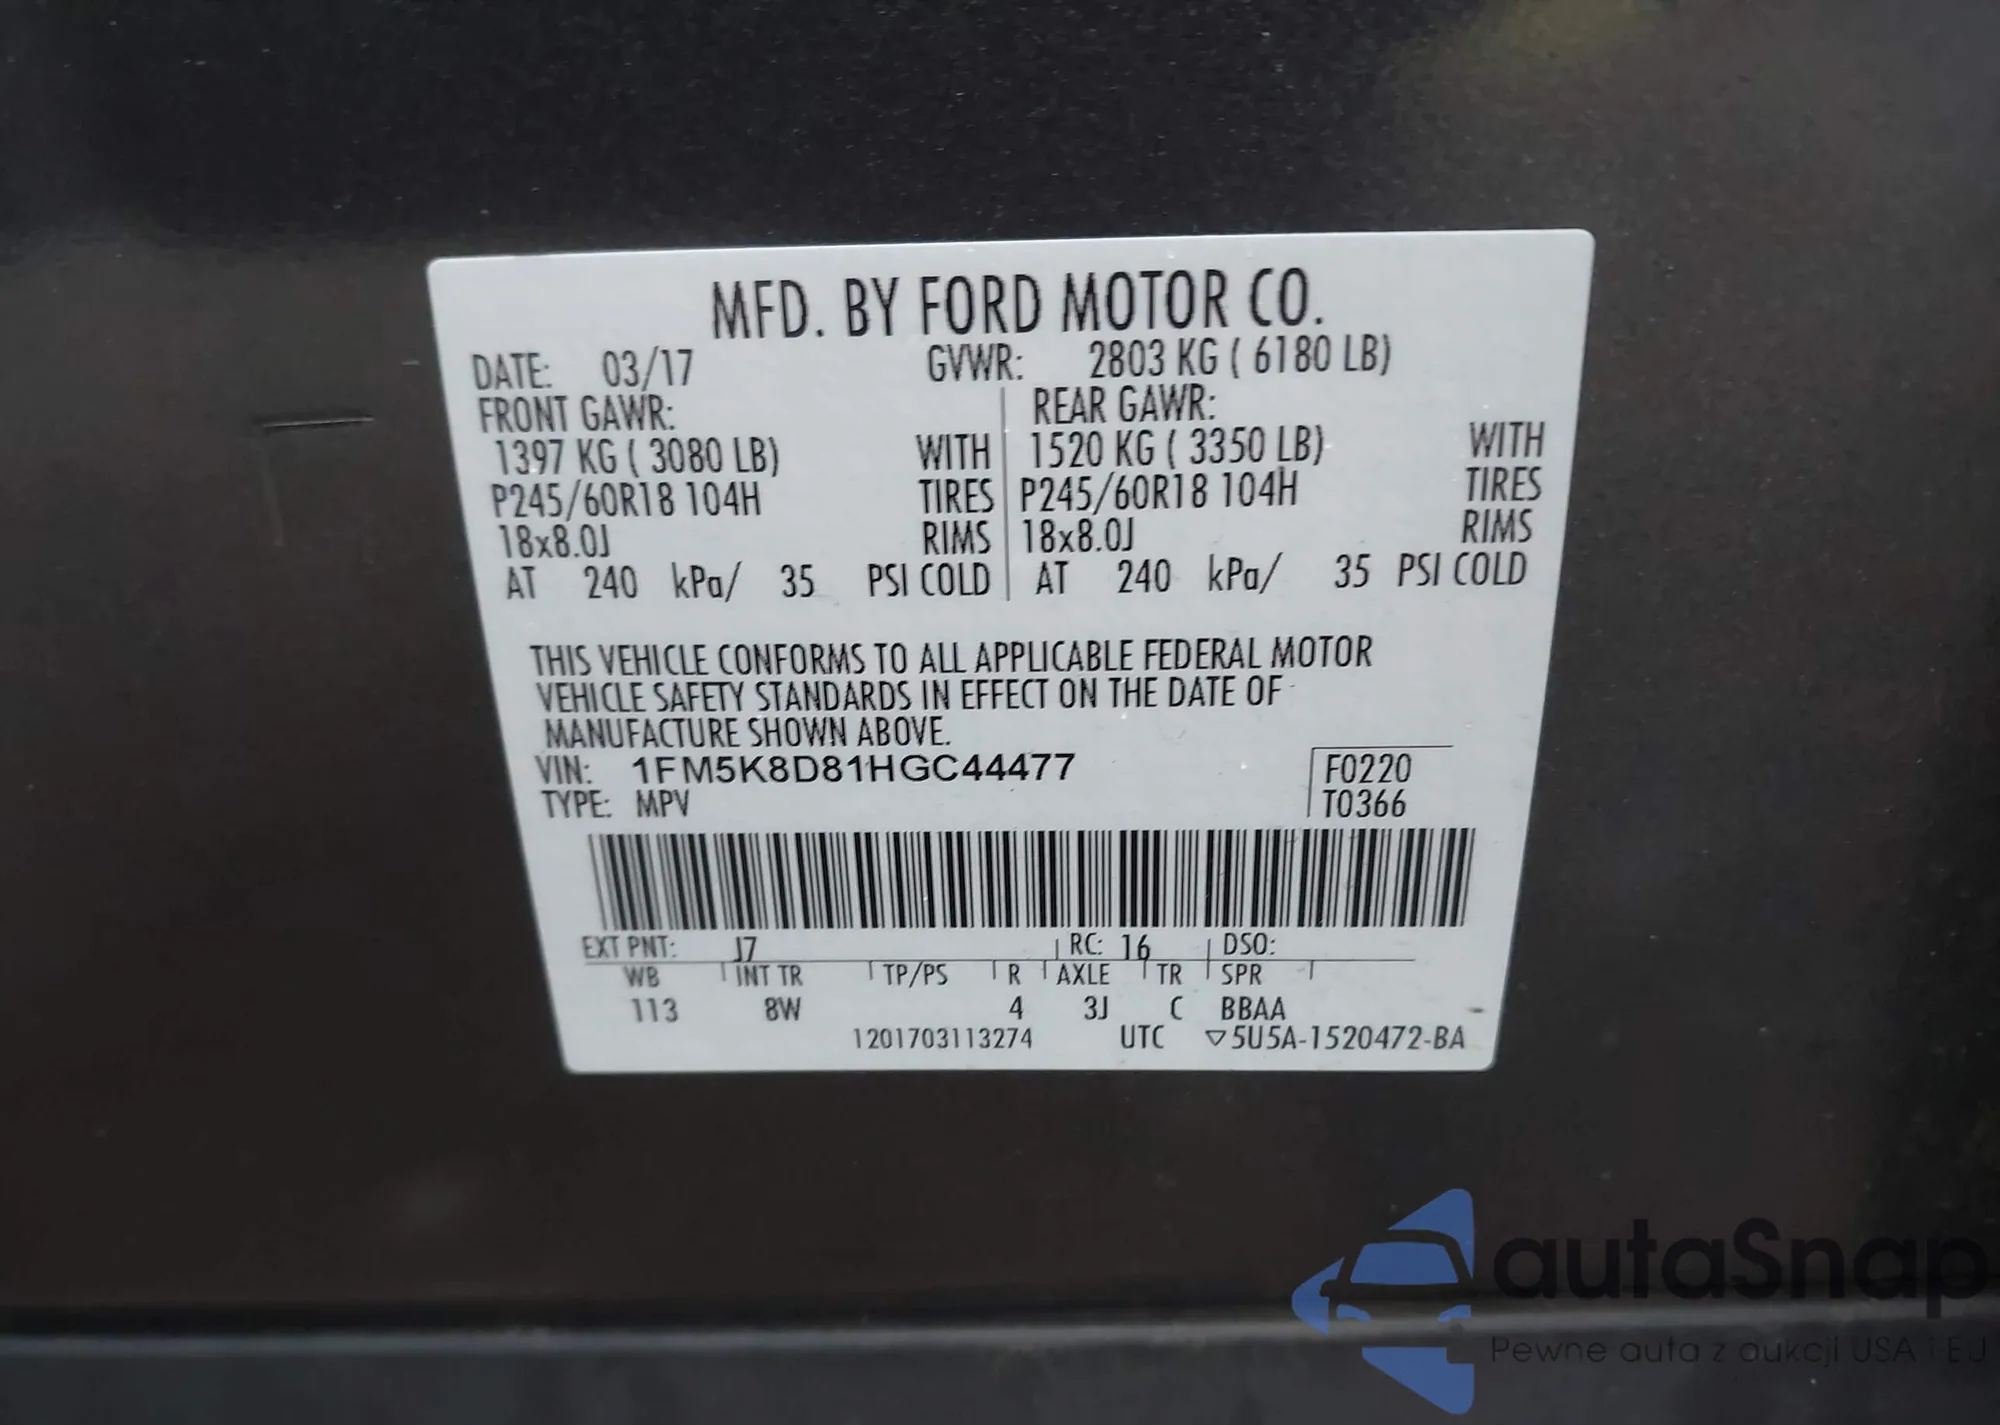 MFD. BY FORD MOTOR CO.
DATE: 03/17 GVWR: 2803 KG ( 6180 LB)
FRONT GAWR: REAR GAWR:
1397 KG ( 3080 LB) WITH 1520 KG ( 3350 LB) WITH
P245/60R18 104H TIRES P245/60R18 104H TIRES
18x8.0J RIMS 18x8.0J RIMS
AT 240 kPa/ 35 PSI COLD AT 240 kPa/ 35 PSI COLD
THIS VEHICLE CONFORMS TO ALL APPLICABLE FEDERAL MOTOR
VEHICLE SAFETY STANDARDS IN EFFECT ON THE DATE OF
MANUFACTURE SHOWN ABOVE.
VIN: 1FM5K8D81HGC44477 F0220
TYPE: MPV T0366
EXT PNT: J7 RC: 16 DSO:
WB INT TR TP/PS R AXLE TR SPR
113 8W 4 3J C BBAA
1201703113274 UTC ▽5U5A-1520472-BA
autaSnap
Pewne auta z aukcji USA i EU